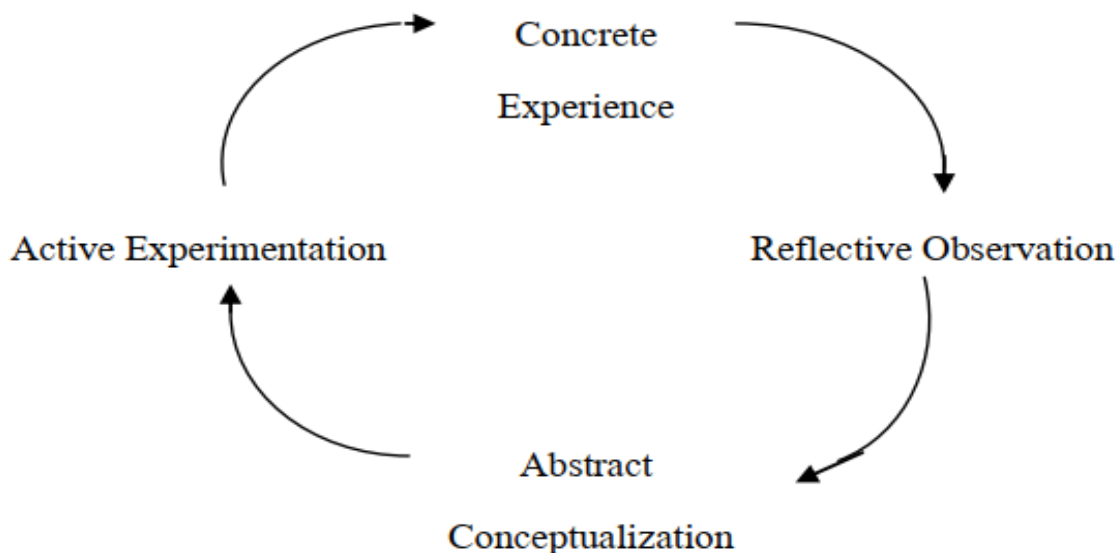 Concrete
Experience
Active Experimentation
Reflective Observation
Abstract
Conceptualization